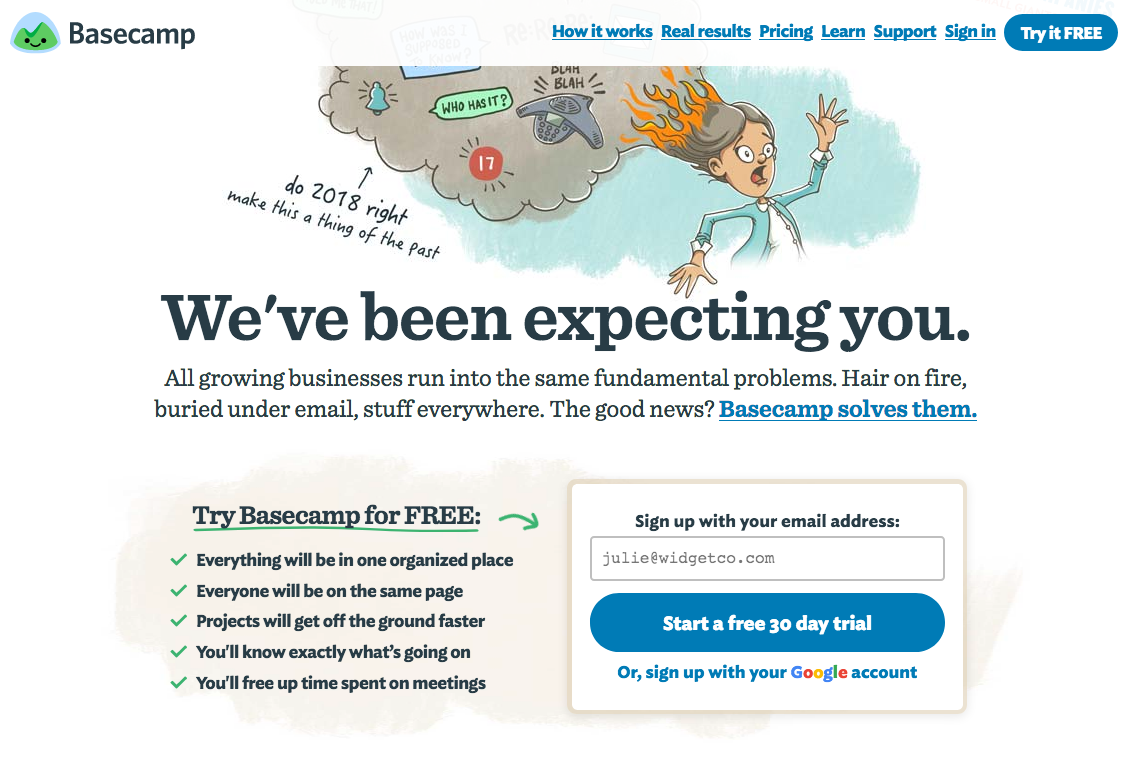 Basecamp
How it works Real results Pricing Learn Support Sign in Try it FREE
HOW WAS I
SUPPOSED
TO KNOW?
BLAH
BLAH
WHO HAS IT?
17
do 2018 right
make this a thing of the past
We've been expecting you.
All growing businesses run into the same fundamental problems. Hair on fire,
buried under email, stuff everywhere. The good news? Basecamp solves them.
Try Basecamp for FREE:
Everything will be in one organized place
Everyone will be on the same page
Projects will get off the ground faster
You'll know exactly what's going on
You'll free up time spent on meetings
Sign up with your email address:
julie@widgetco.com
Start a free 30 day trial
Or, sign up with your Google account